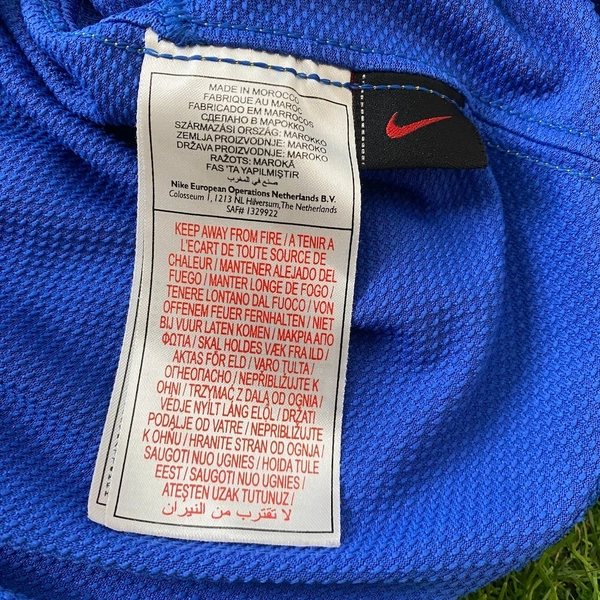 MADE IN MOROCCO
FABRIQUE AU MAROC
FABRICADO EM MARROCOS
СДЕЛАНО В МАРОККО
SZÁRMAZÁSI ORSZÁG: MAROKKO
ZEMLJA PROIZVODNJE: MAROKO
DRŽAVA PROIZVODNJE: MAROKO
RAŽOTS: MAROKĀ
FAS 'TA YAPILMIŞTIR
صنع في المغرب
Nike European Operations Netherlands B.V.
Colosseum 1, 1213 NL Hilversum, The Netherlands
SAF# 1329922
KEEP AWAY FROM FIRE / A TENIR A
L'ECART DE TOUTE SOURCE DE
CHALEUR / MANTENER ALEJADO DEL
FUEGO / MANTER LONGE DE FOGO /
TENERE LONTANO DAL FUOCO / VON
OFFENEM FEUER FERNHALTEN / NIET
BIJ VUUR LATEN KOMEN / ΜΑΚΡΙΑ ΑΠΟ
ΦΩΤΙΑ / SKAL HOLDES VÆK FRA ILD /
AKTAS FÖR ELD / VARO TULTA /
ОГНЕОПАСНО / NEPŘIBLIŽUJTE K
OHNI / TRZYMAĆ Z DALA OD OGNIA /
VÉDJE NYÍLT LÁNG ELŐL / DRŽATI
PODALJE OD VATRE / NEPRIBLIŽUJTE
K OHŇU / HRANITE STRAN OD OGNJA /
SAUGOTI NUO UGNIES / HOIDA TULE
EEST / SAUGOTI NUO UGNIES /
ATEŞTEN UZAK TUTUNUZ /
لا تقترب من النيران